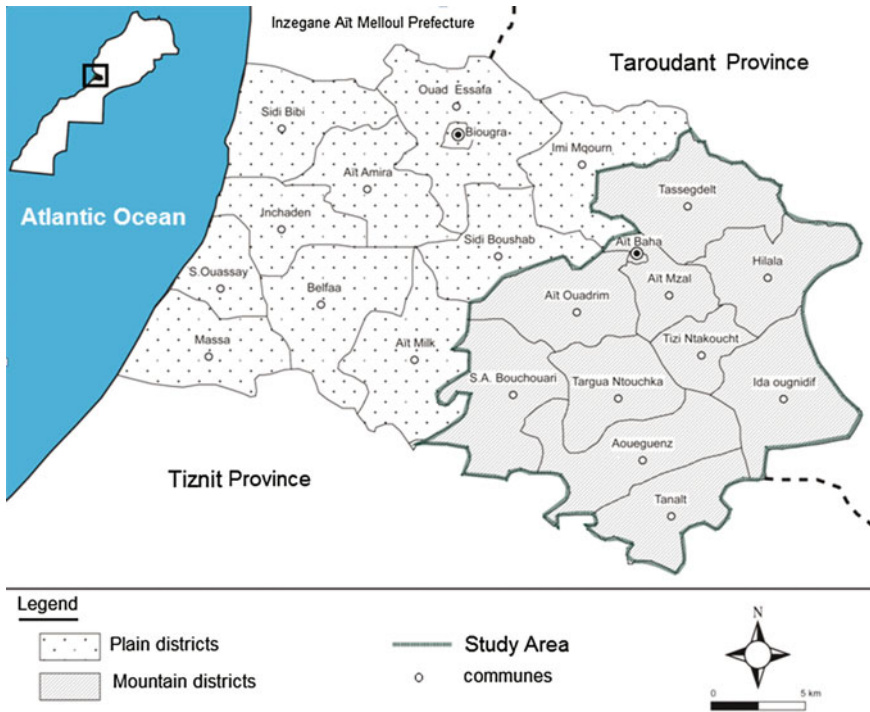 Inzegane Aït Melloul Prefecture
Taroudant Province
Ouad Essafa
Sidi Bibi
Biougra
Imi Mqourn
Aït Amira
Tassegdelt
Atlantic Ocean
Jnchaden
Sidi Boushab
Aït Baha
Hilala
S.Ouassay
Belfaa
Aït Mzal
Aït Ouadrim
Massa
Aït Milk
Tizi Ntakoucht
S.A. Bouchouari
Targua Ntouchka
Ida ougnidif
Aoueguenz
Tiznit Province
Tanalt
Legend
Plain districts
Study Area
Mountain districts
communes
N
0 5 km